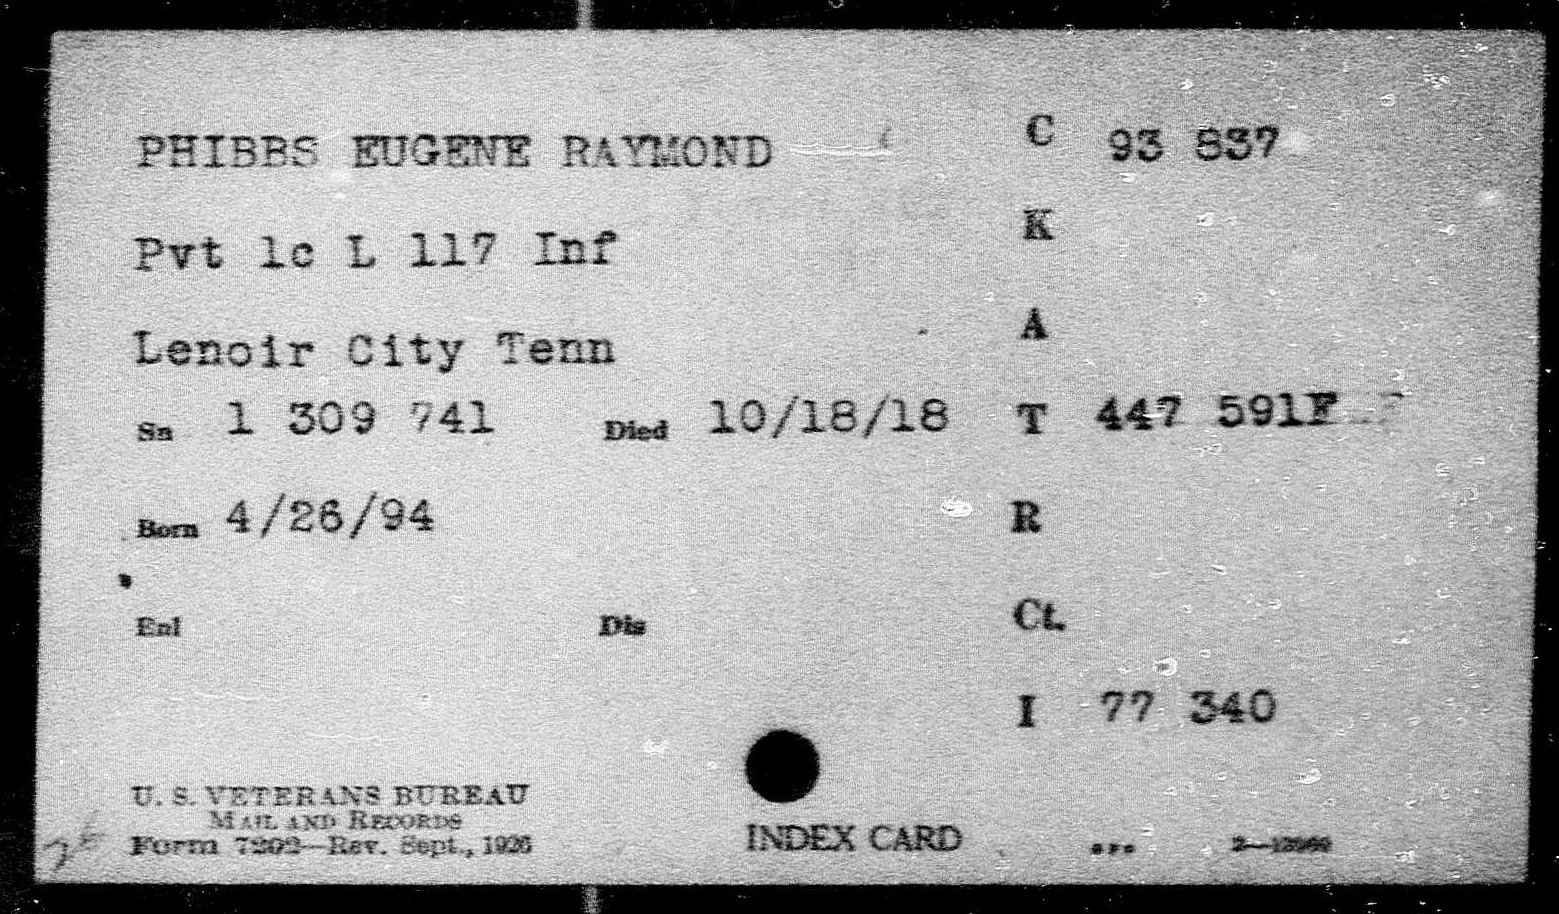 PHIBBS EUGENE RAYMOND
C 93 837
Pvt 1c L 117 Inf
K
Lenoir City Tenn
A
Sn 1 309 741 Died 10/18/18
T 447 591F
Born 4/26/94
R
Enl Dis
Ct.
I 77 340
U. S. VETERANS BUREAU
MAIL AND RECORDS
Form 7202—Rev. Sept., 1926
INDEX CARD